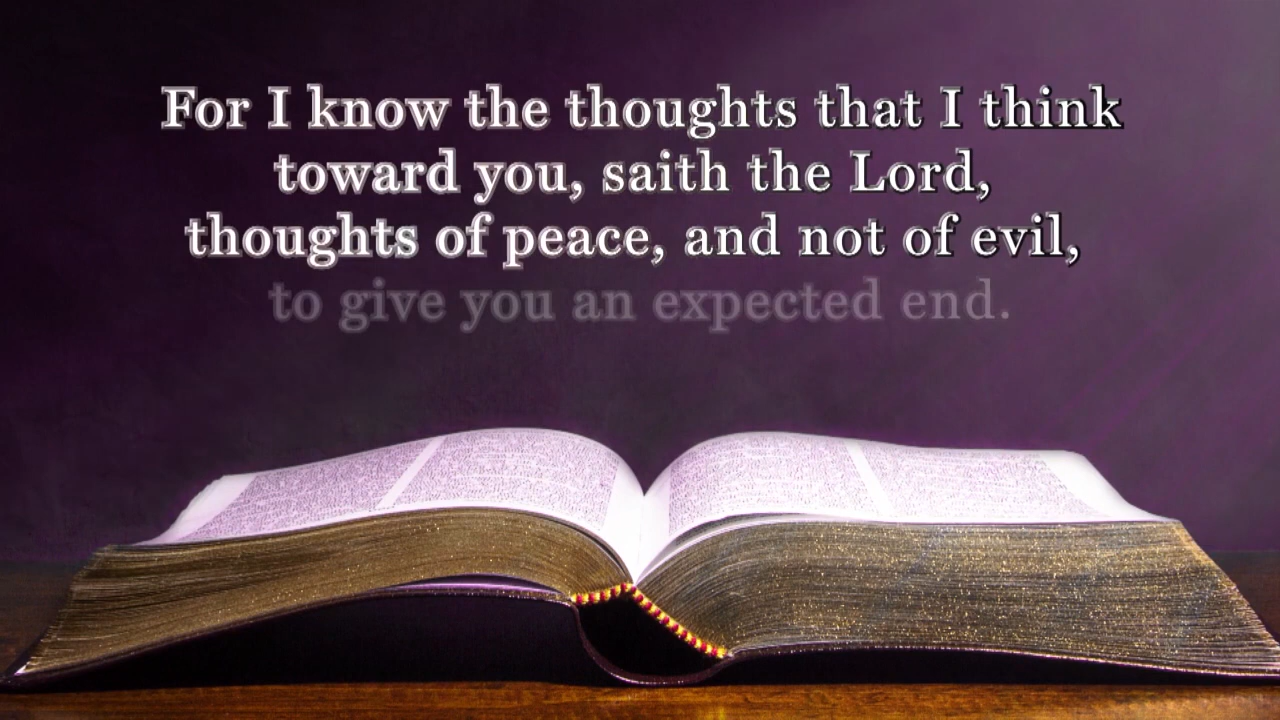 For I know the thoughts that I think
toward you, saith the Lord,
thoughts of peace, and not of evil,
to give you an expected end.